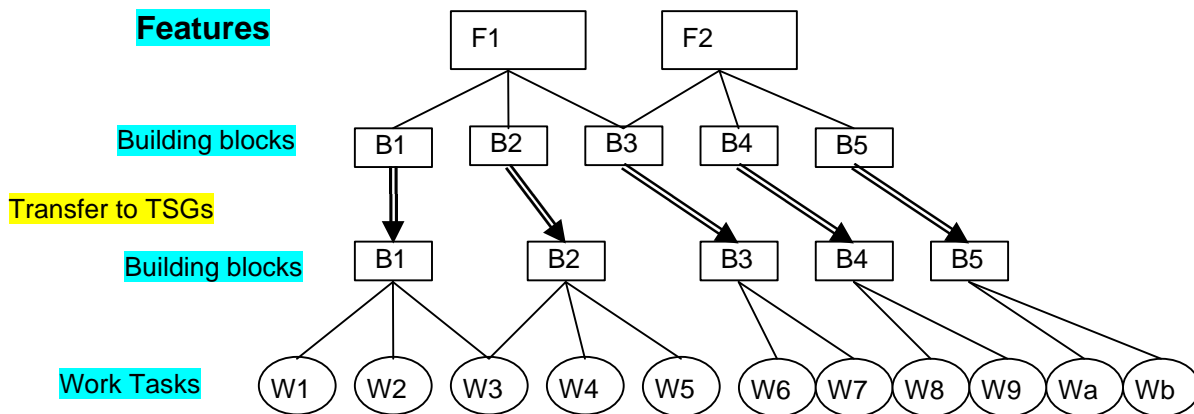 Features
F1 F2
Building blocks B1 B2 B3 B4 B5
Transfer to TSGs
Building blocks B1 B2 B3 B4 B5
Work Tasks W1 W2 W3 W4 W5 W6 W7 W8 W9 Wa Wb